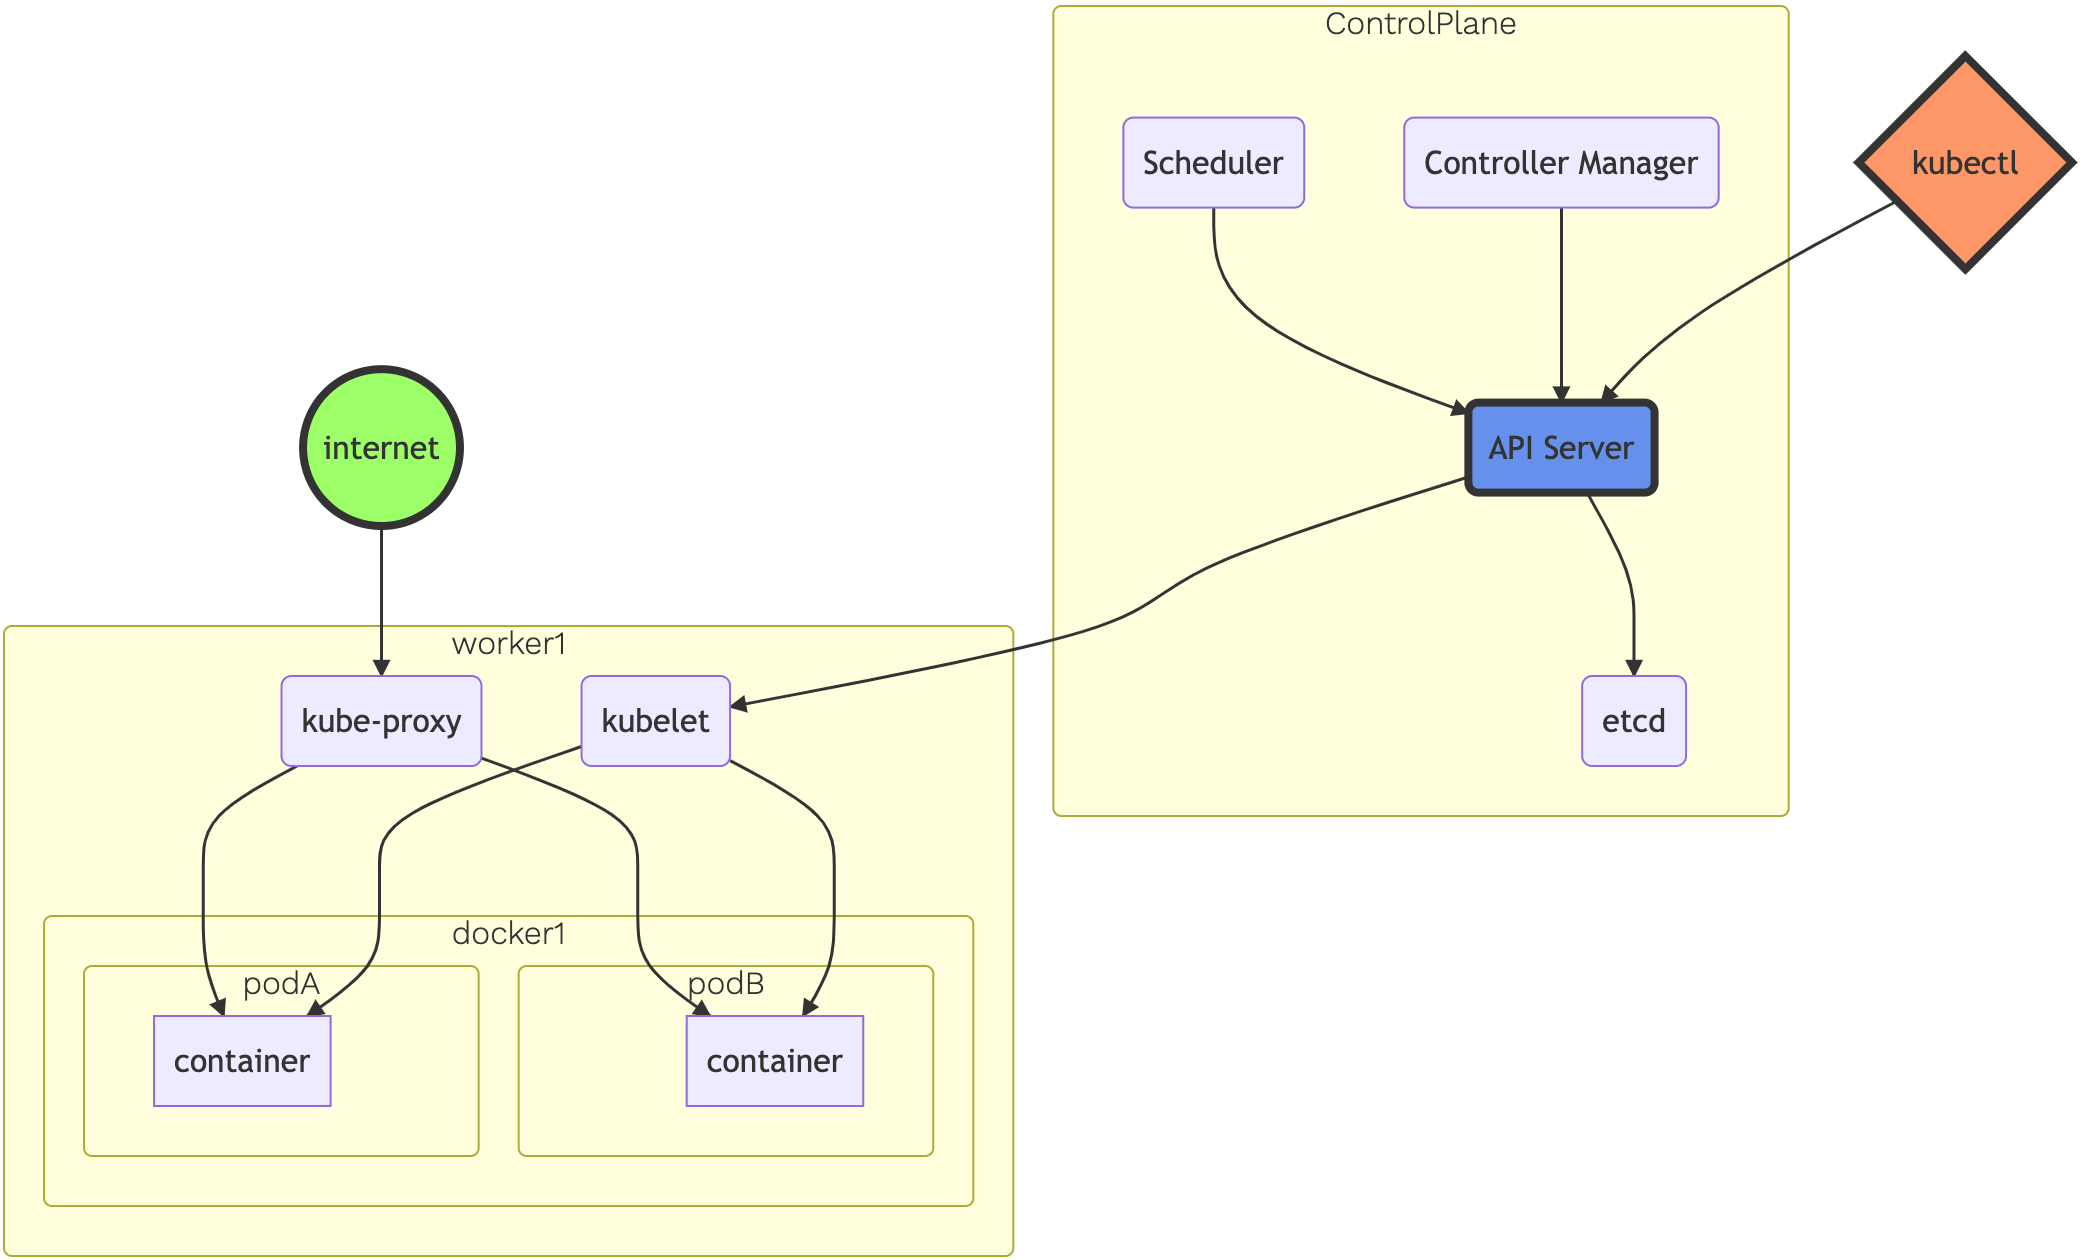 ControlPlane
Scheduler
Controller Manager
kubectl
internet
API Server
worker1
kube-proxy
kubelet
etcd
docker1
podA
podB
container
container